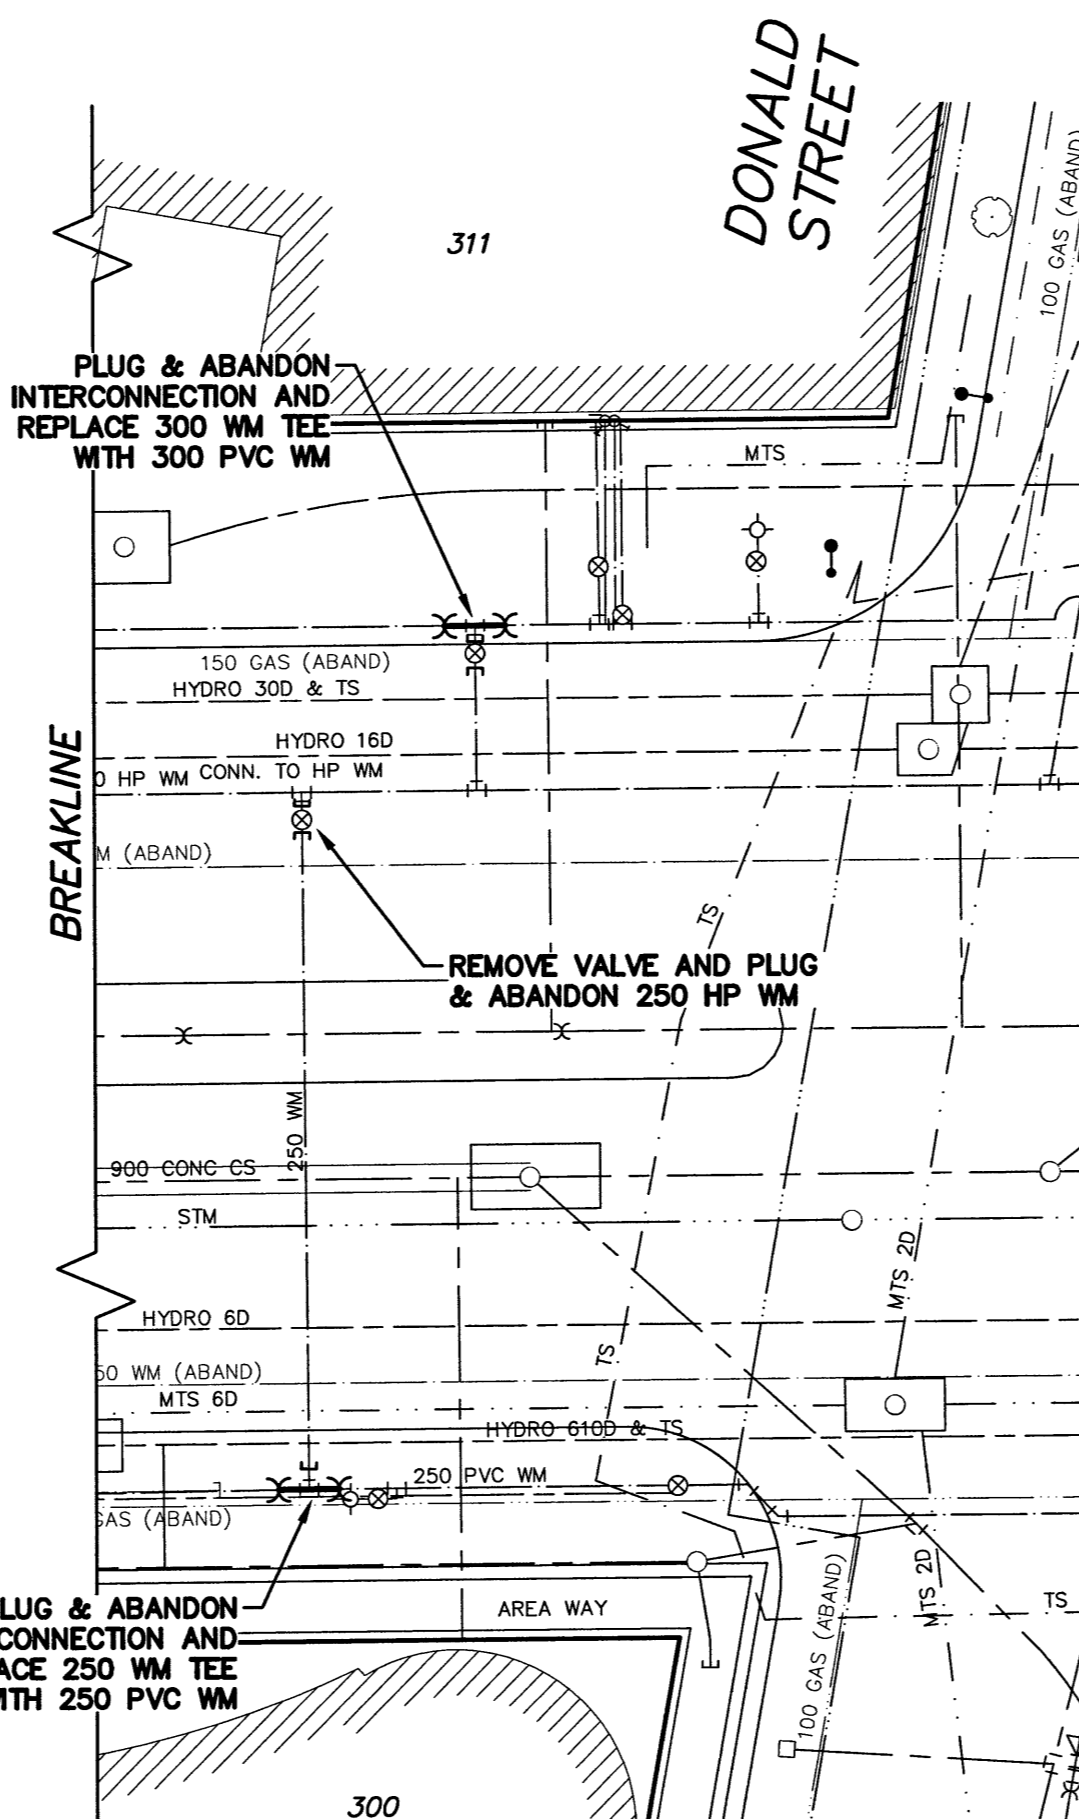 DONALD
STREET
100 GAS (ABAND)
311
PLUG & ABANDON
INTERCONNECTION AND
REPLACE 300 WM TEE
WITH 300 PVC WM
MTS
150 GAS (ABAND)
HYDRO 30D & TS
HYDRO 16D
0 HP WM CONN. TO HP WM
BREAKLINE
M (ABAND)
TS
REMOVE VALVE AND PLUG
& ABANDON 250 HP WM
250 WM
900 CONC CS
STM
MTS 2D
HYDRO 6D
50 WM (ABAND)
TS
MTS 6D
HYDRO 610D & TS
250 PVC WM
GAS (ABAND)
LUG & ABANDON
CONNECTION AND
ACE 250 WM TEE
ITH 250 PVC WM
AREA WAY
100 GAS (ABAND)
MTS 2D
TS
300